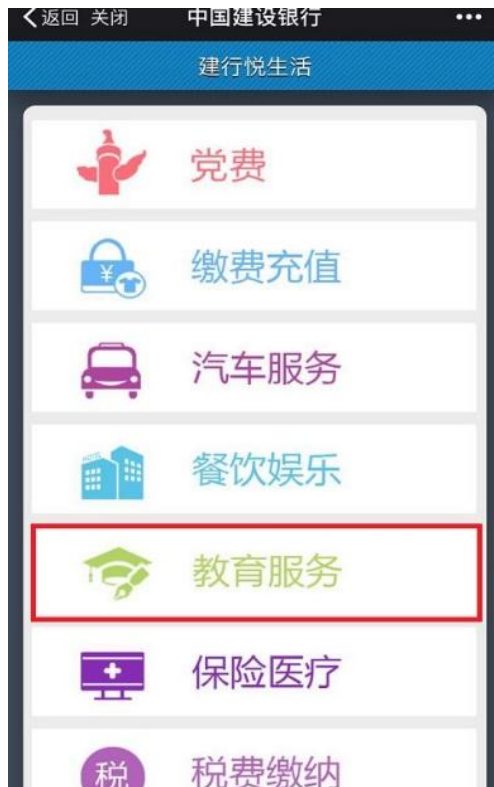 返回 关闭 中国建设银行
建行悦生活
党费
¥
缴费充值
汽车服务
HOTEL
餐饮娱乐
教育服务
保险医疗
税
税费缴纳